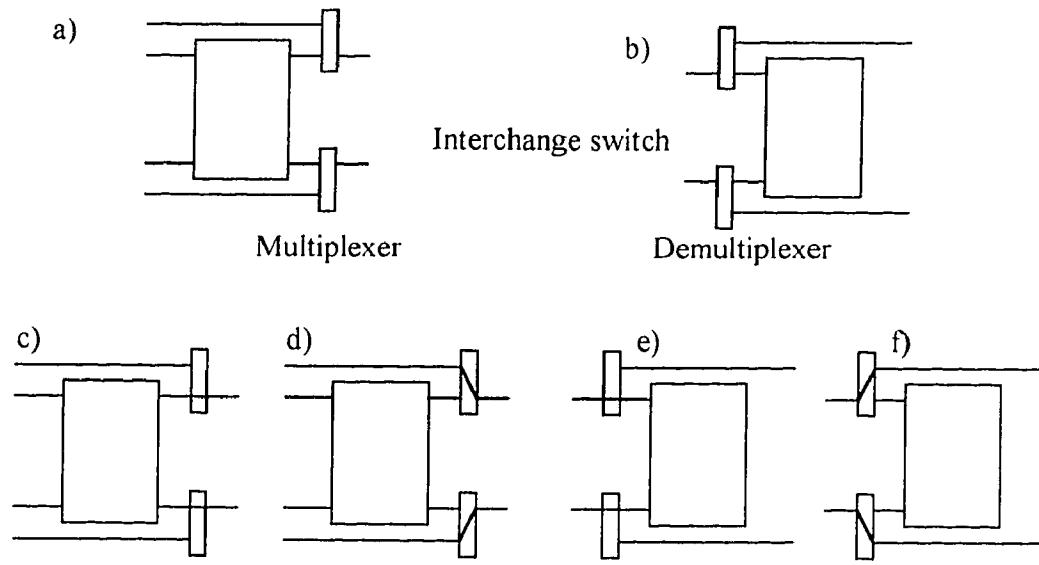 a)
b)
Interchange switch
Multiplexer
Demultiplexer
c)
d)
e)
f)